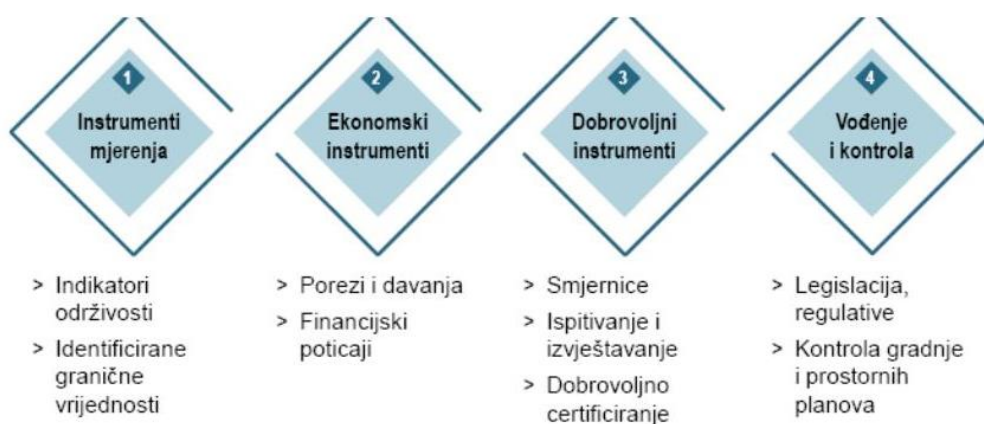 1
Instrumenti
mjerenja
> Indikatori
održivosti
> Identificirane
granične
vrijednosti
2
Ekonomski
instrumenti
> Porezi i davanja
> Financijski
poticaji
3
Dobrovoljni
instrumenti
> Smjernice
> Ispitivanje i
izvještavanje
> Dobrovoljno
certificiranje
4
Vođenje
i kontrola
> Legislacija,
regulative
> Kontrola gradnje
i prostornih
planova